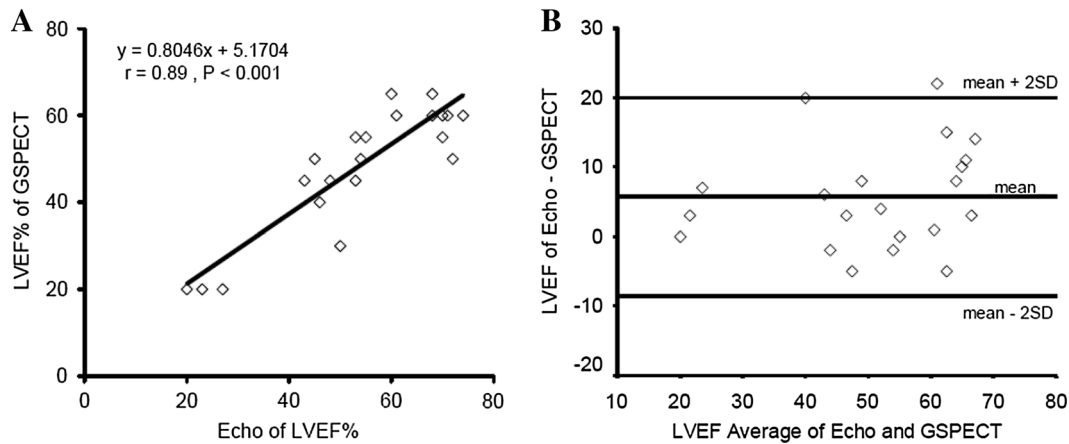 A
y = 0.8046x + 5.1704
r = 0.89 , P < 0.001
LVEF% of GSPECT
80
60
40
20
0
0 20 40 60 80
Echo of LVEF%
B
LVEF of Echo - GSPECT
30
20
10
0
-10
-20
mean + 2SD
mean
mean - 2SD
10 20 30 40 50 60 70 80
LVEF Average of Echo and GSPECT